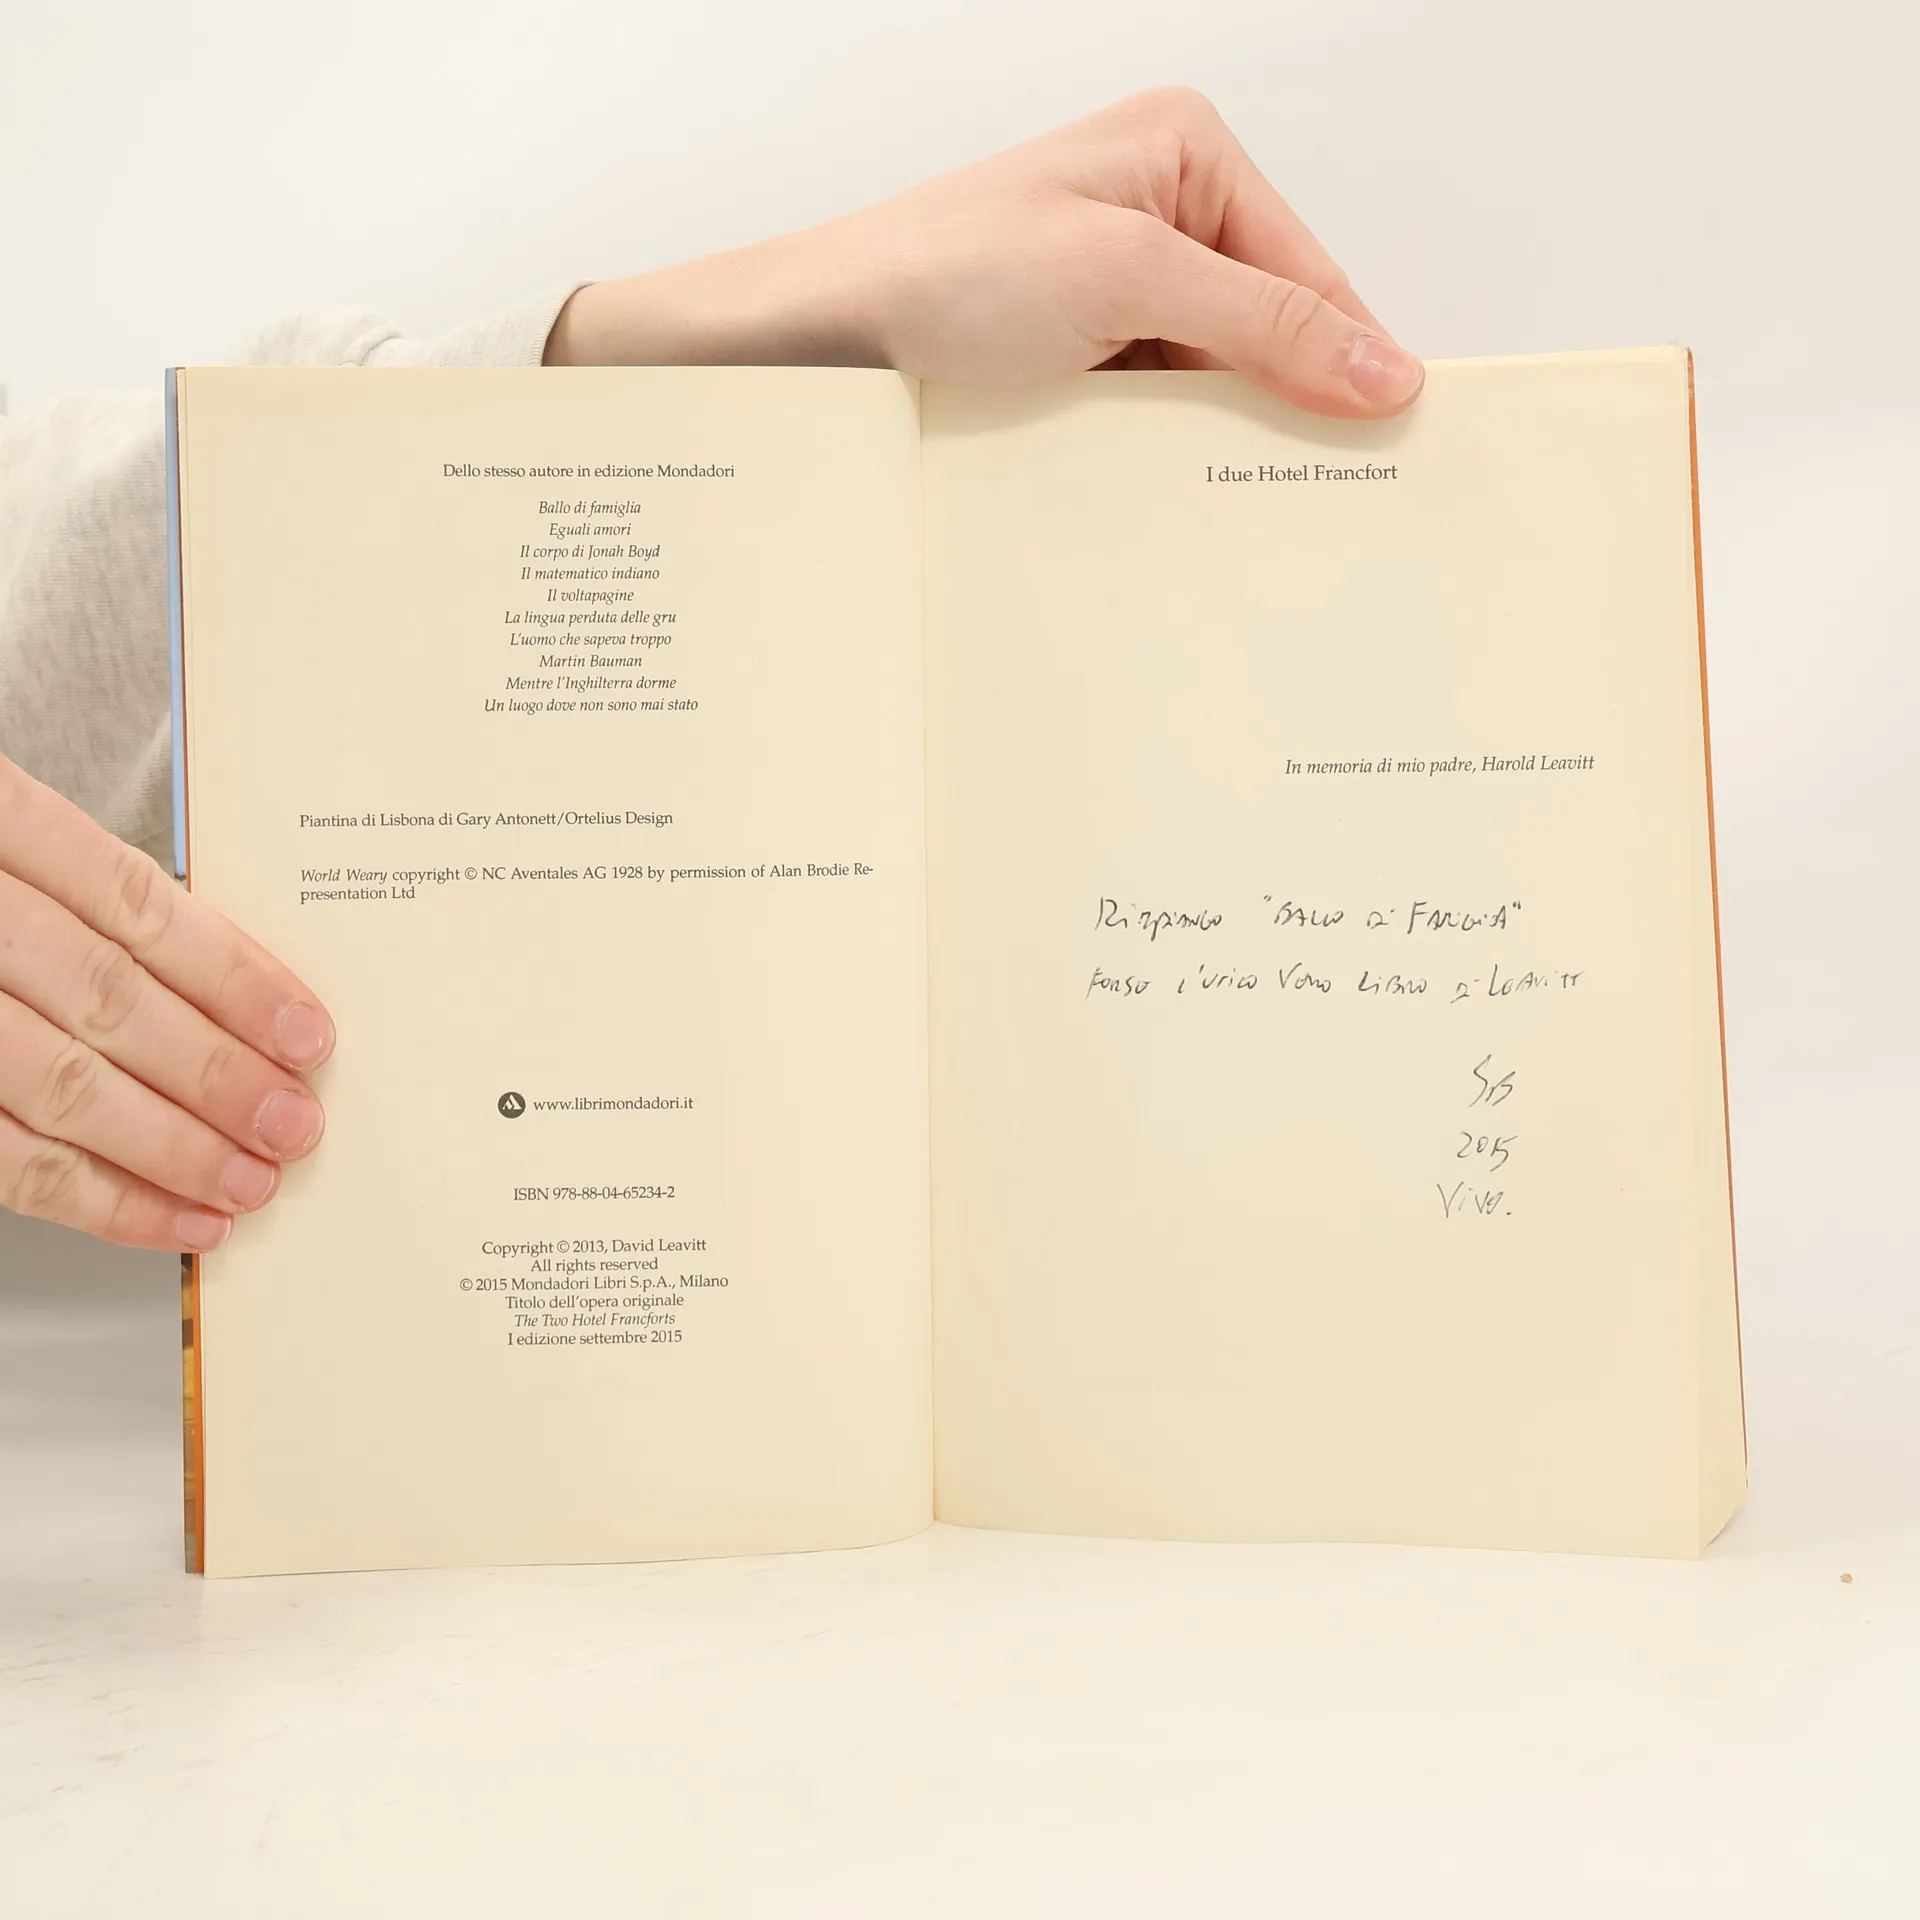 Dello stesso autore in edizione Mondadori
Ballo di famiglia
Eguali amori
Il corpo di Jonah Boyd
Il matematico indiano
Il voltapagine
La lingua perduta delle gru
L'uomo che sapeva troppo
Martin Bauman
Mentre l'Inghilterra dorme
Un luogo dove non sono mai stato
Piantina di Lisbona di Gary Antonett/Ortelius Design
World Weary copyright © NC Aventales AG 1928 by permission of Alan Brodie Re-
presentation Ltd
www.librimondadori.it
ISBN 978-88-04-65234-2
Copyright © 2013, David Leavitt
All rights reserved
© 2015 Mondadori Libri S.p.A., Milano
Titolo dell'opera originale
The Two Hotel Francforts
I edizione settembre 2015
I due Hotel Francfort
In memoria di mio padre, Harold Leavitt
"BALLO DI FAMIGLIA"
FORSE L'UNICO VERO LIBRO DI LEAVITT
2015